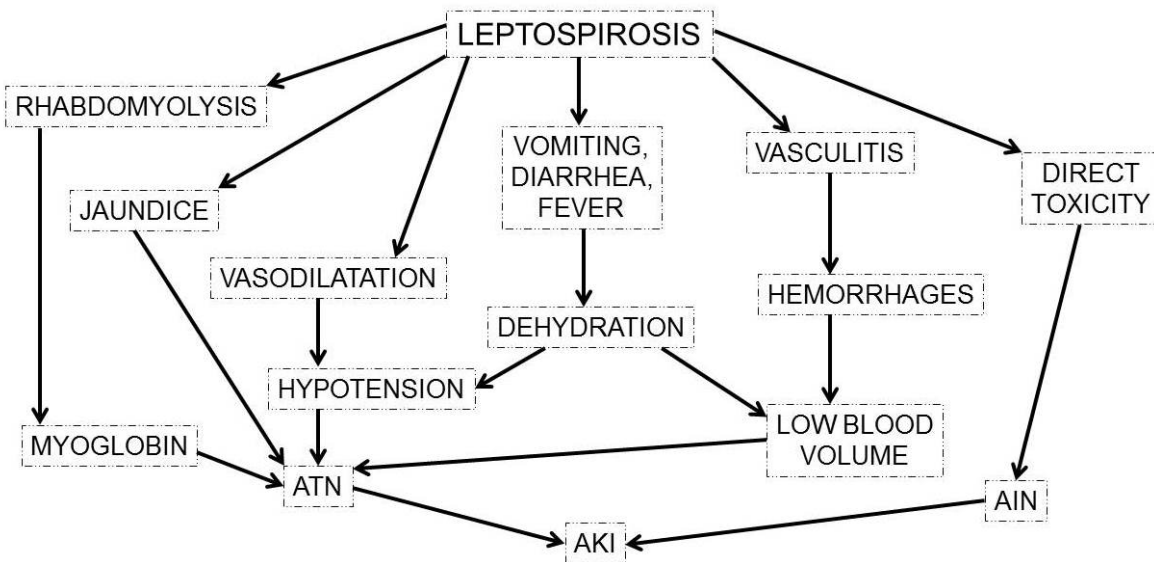 LEPTOSPIROSIS
RHABDOMYOLYSIS
VOMITING,
DIARRHEA,
FEVER
VASCULITIS
DIRECT
TOXICITY
JAUNDICE
VASODILATATION
HEMORRHAGES
DEHYDRATION
HYPOTENSION
MYOGLOBIN
LOW BLOOD
VOLUME
ATN
AIN
AKI